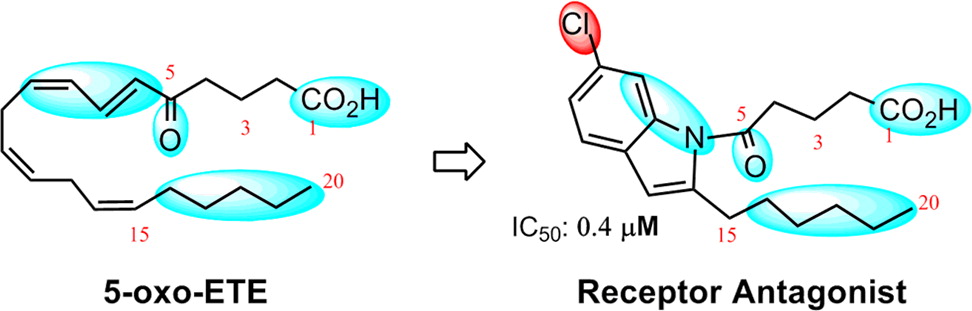 5
CO₂H
O
3
1
20
15
5-oxo-ETE
Cl
6
5
N
CO₂H
O
3
1
20
15
IC₅₀: 0.4 μM
Receptor Antagonist